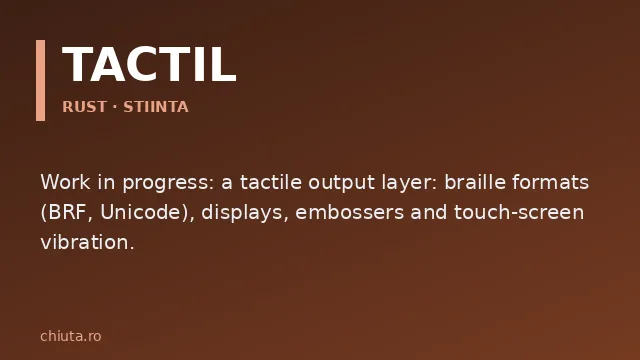 TACTIL
RUST · STIINTA
Work in progress: a tactile output layer: braille formats
(BRF, Unicode), displays, embossers and touch-screen
vibration.
chiuta.ro